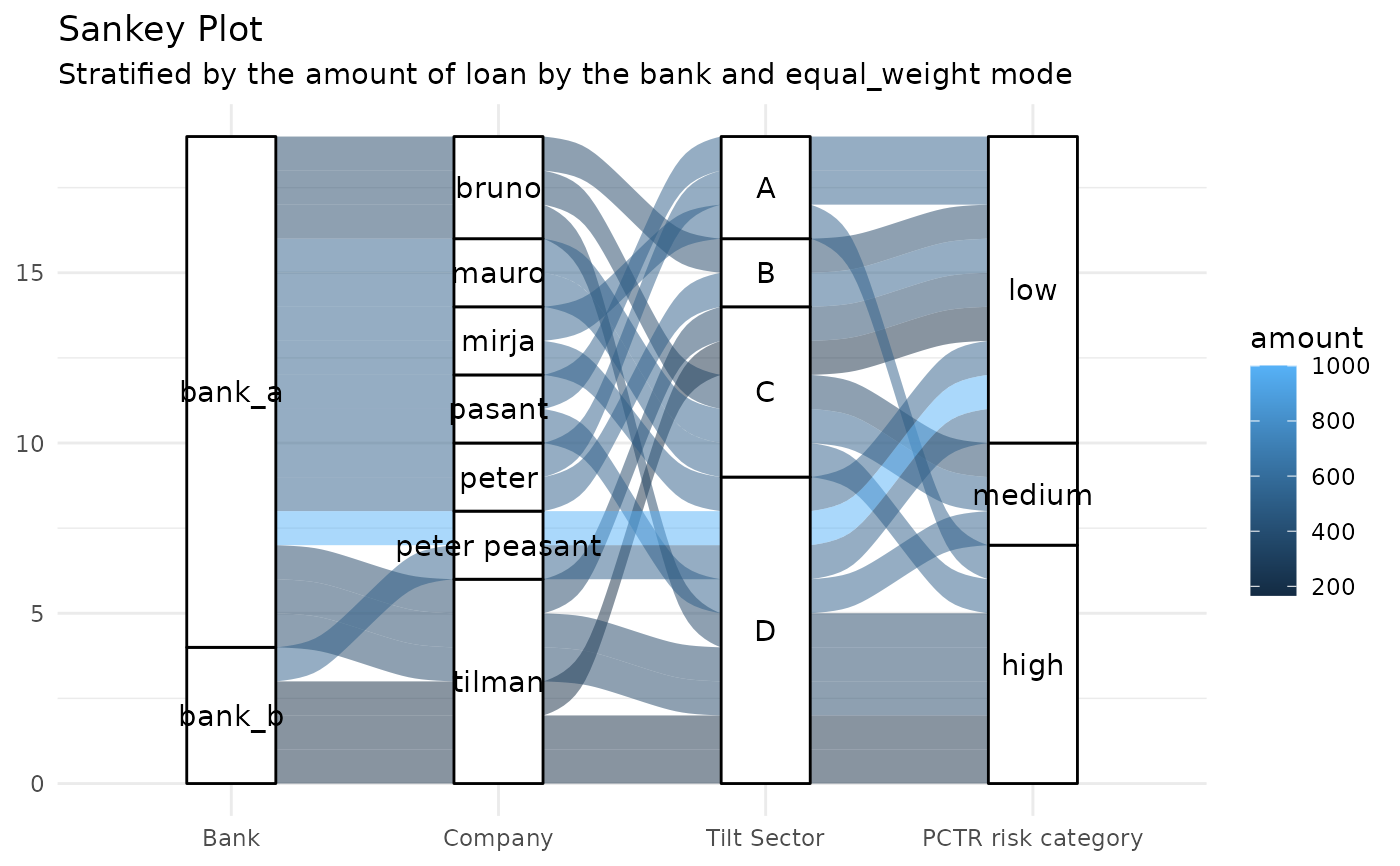 Sankey Plot
Stratified by the amount of loan by the bank and equal_weight mode
15
10
5
0
bank_a
bank_b
bruno
mauro
mirja
pasant
peter
peter peasant
tilman
A
B
C
D
low
medium
high
amount
1000
800
600
400
200
Bank
Company
Tilt Sector
PCTR risk category